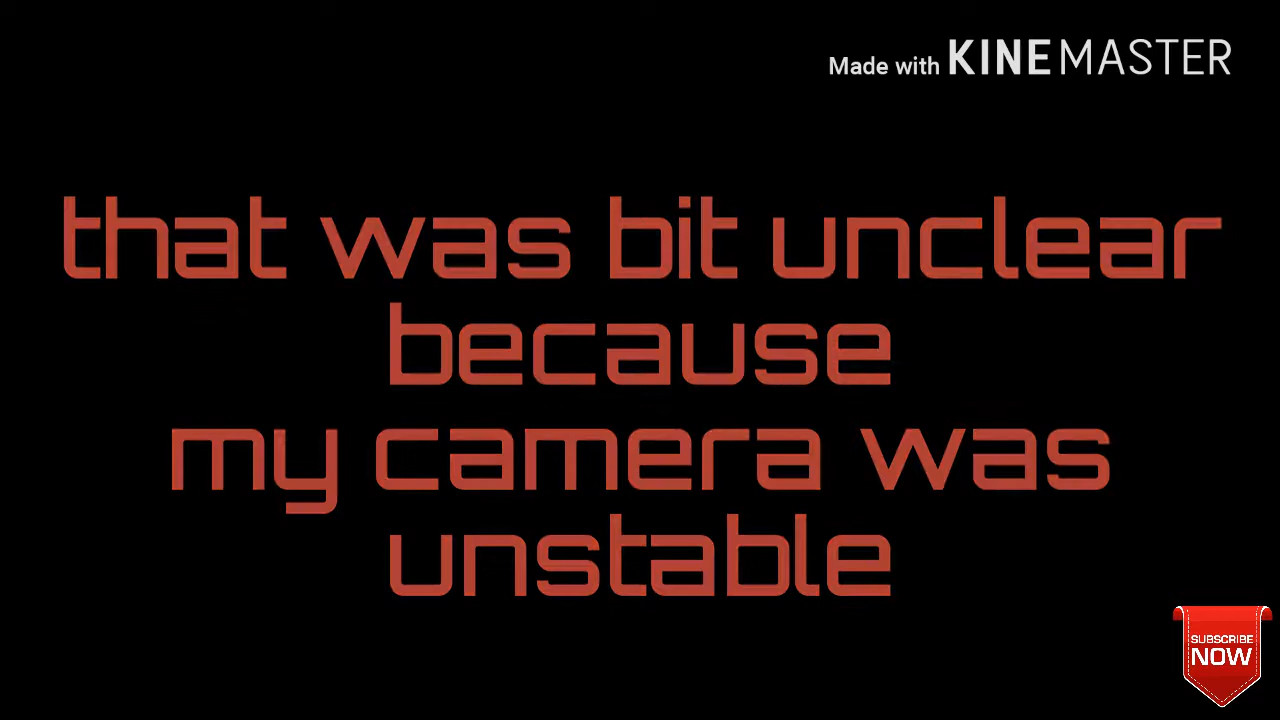 Made with KINEMASTER
that was bit unclear
because
my camera was
unstable
SUBSCRIBE
NOW